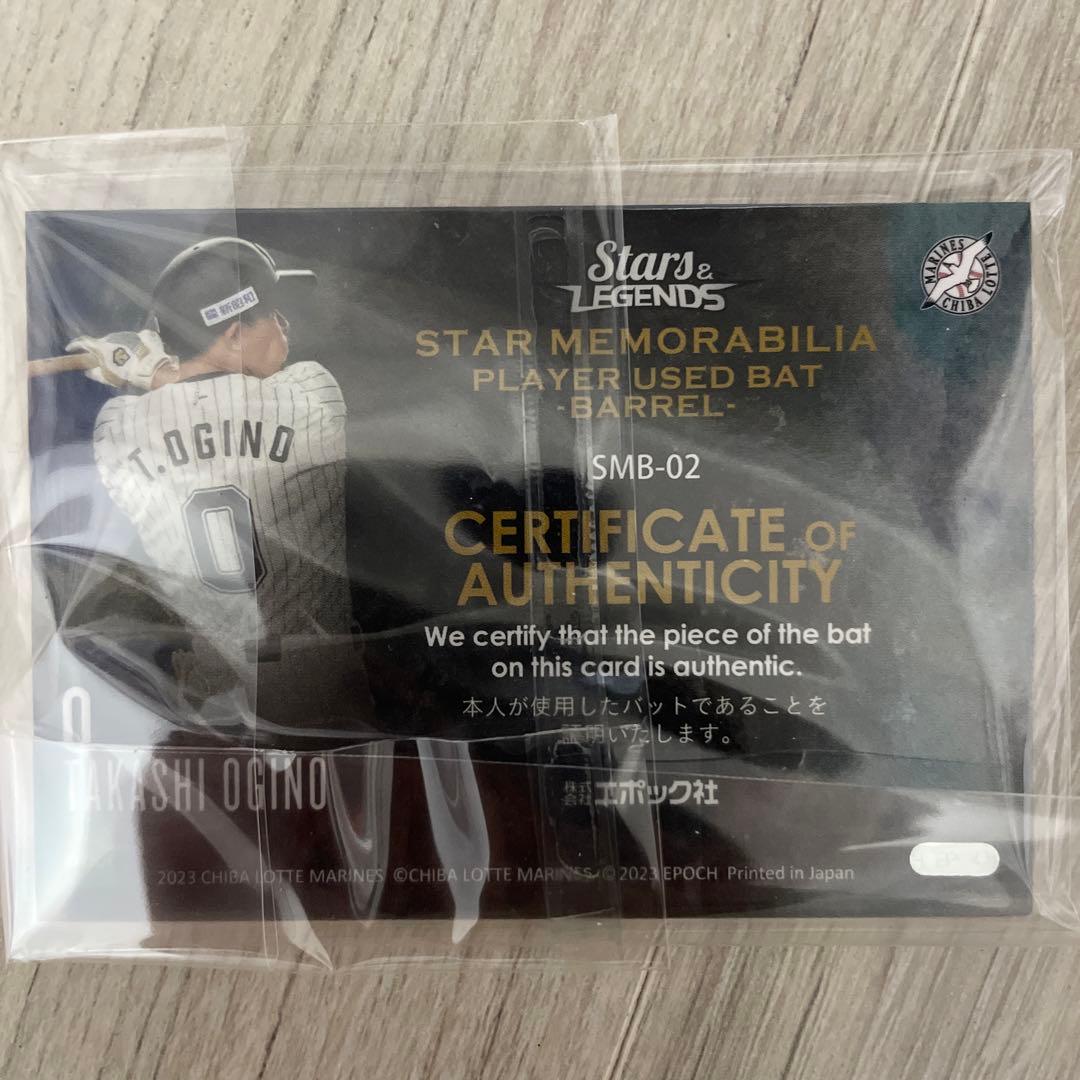 新昭和
T. OGINO
0
0
TAKASHI OGINO
Stars &
LEGENDS
MARINES
CHIBA LOTTE
STAR MEMORABILIA
PLAYER USED BAT
-BARREL-
SMB-02
CERTIFICATE OF
AUTHENTICITY
We certify that the piece of the bat
on this card is authentic.
本人が使用したバットであることを
証明いたします。
株式会社エポック社
2023 CHIBA LOTTE MARINES ©CHIBA LOTTE MARINES ©2023 EPOCH Printed in Japan